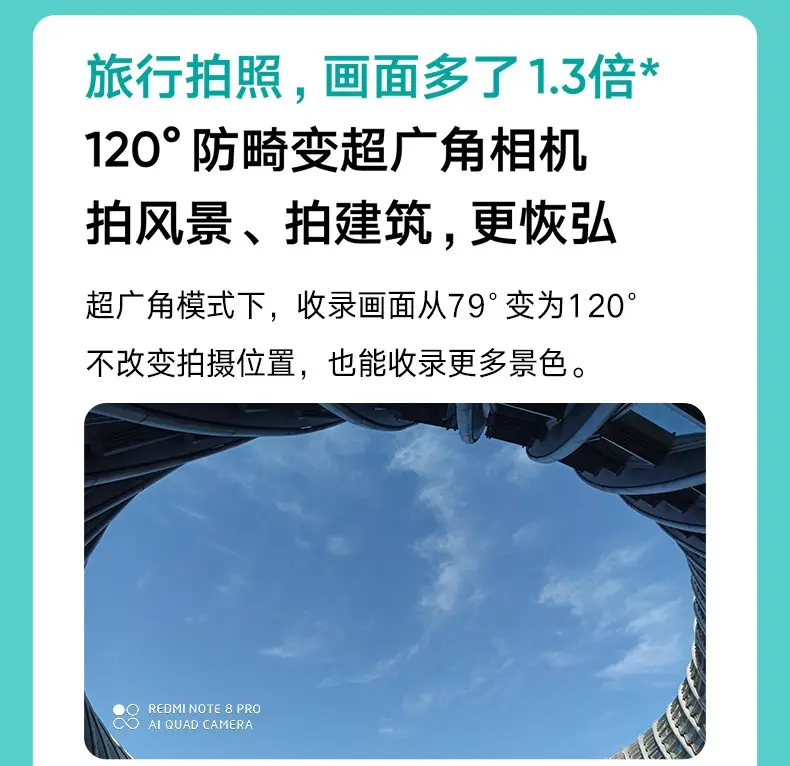 旅行拍照，画面多了1.3倍*
120°防畸变超广角相机
拍风景、拍建筑，更恢弘
超广角模式下，收录画面从79°变为120°
不改变拍摄位置，也能收录更多景色。
REDMI NOTE 8 PRO
AI QUAD CAMERA